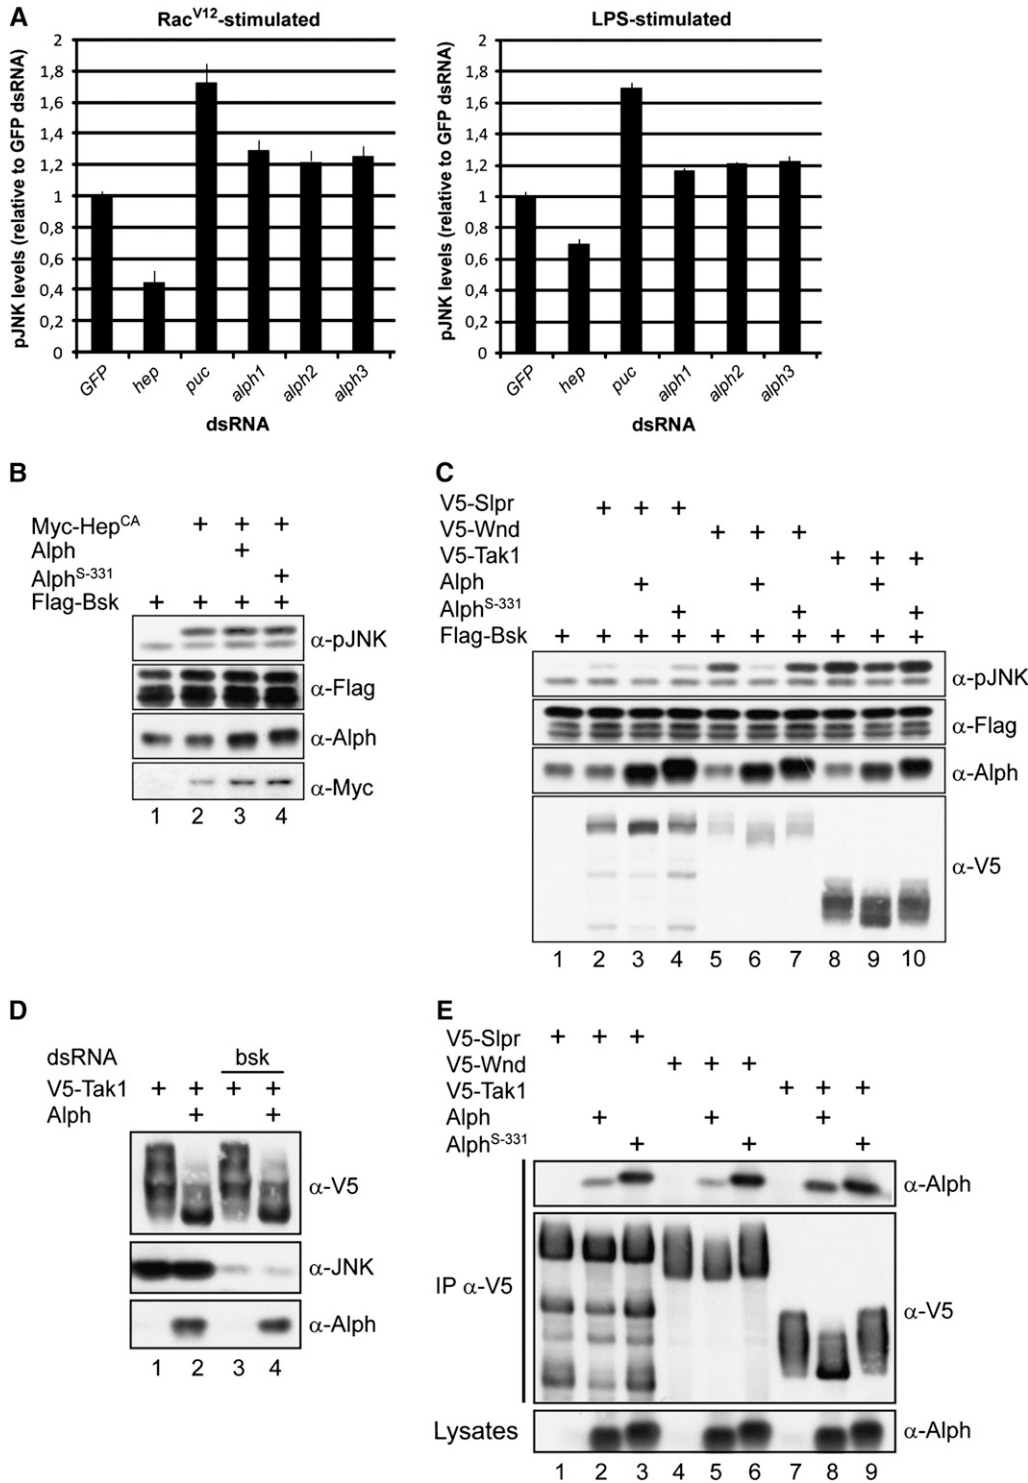 A
Rac^V12-stimulated
pJNK levels (relative to GFP dsRNA)
2
1,8
1,6
1,4
1,2
1
0,8
0,6
0,4
0,2
0
GFP hep puc alph1 alph2 alph3
dsRNA
LPS-stimulated
pJNK levels (relative to GFP dsRNA)
2
1,8
1,6
1,4
1,2
1
0,8
0,6
0,4
0,2
0
GFP hep puc alph1 alph2 alph3
dsRNA
B
Myc-Hep^CA + + +
Alph +
Alph^S-331 +
Flag-Bsk + + + +
α-pJNK
α-Flag
α-Alph
α-Myc
1 2 3 4
C
V5-Slpr + + +
V5-Wnd + + +
V5-Tak1 + + +
Alph + + +
Alph^S-331 + + +
Flag-Bsk + + + + + + + + + +
α-pJNK
α-Flag
α-Alph
α-V5
1 2 3 4 5 6 7 8 9 10
D
dsRNA bsk
V5-Tak1 + + + +
Alph + +
α-V5
α-JNK
α-Alph
1 2 3 4
E
V5-Slpr + + +
V5-Wnd + + +
V5-Tak1 + + +
Alph + + +
Alph^S-331 + + +
α-Alph
IP α-V5
α-V5
Lysates α-Alph
1 2 3 4 5 6 7 8 9